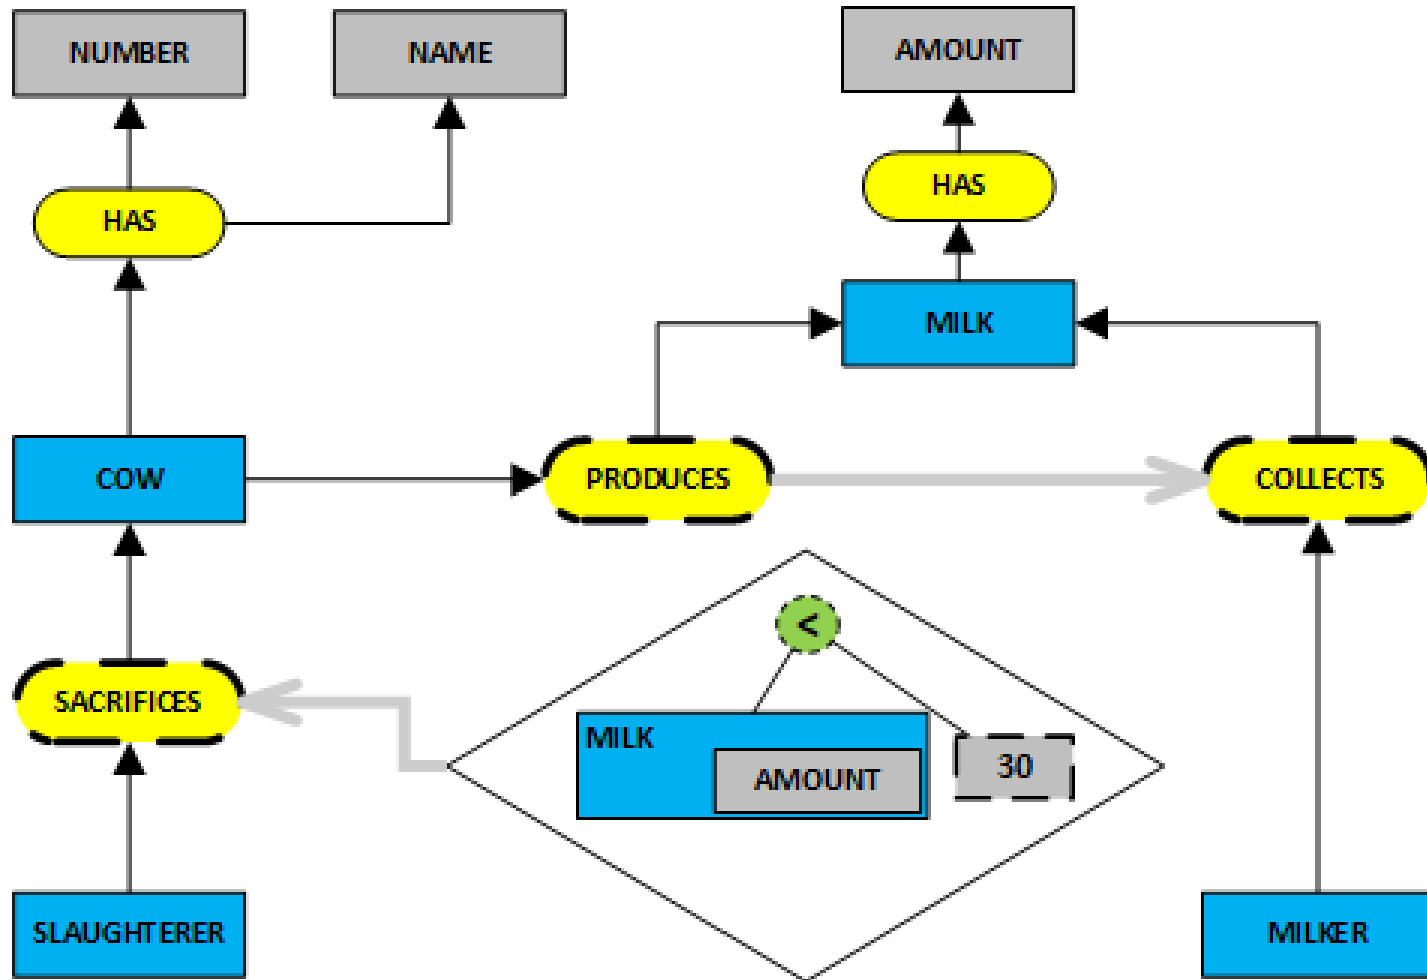 NUMBER
NAME
AMOUNT
HAS
HAS
MILK
COW
PRODUCES
COLLECTS
<
SACRIFICES
MILK
AMOUNT
30
SLAUGHTERER
MILKER